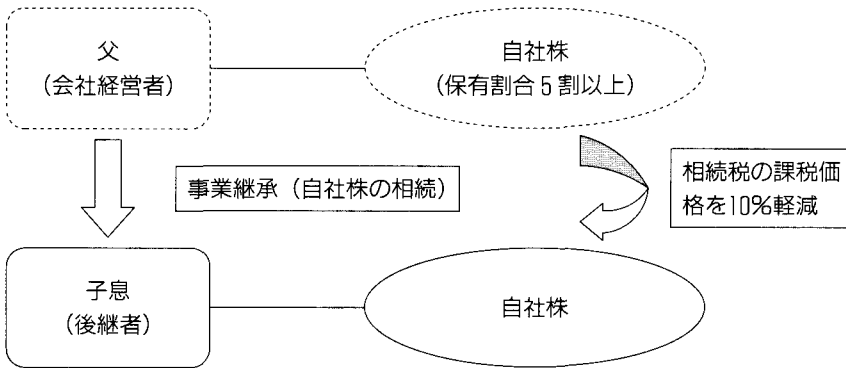 父
（会社経営者）
自社株
（保有割合５割以上）
事業継承（自社株の相続）
相続税の課税価
格を10%軽減
子息
（後継者）
自社株